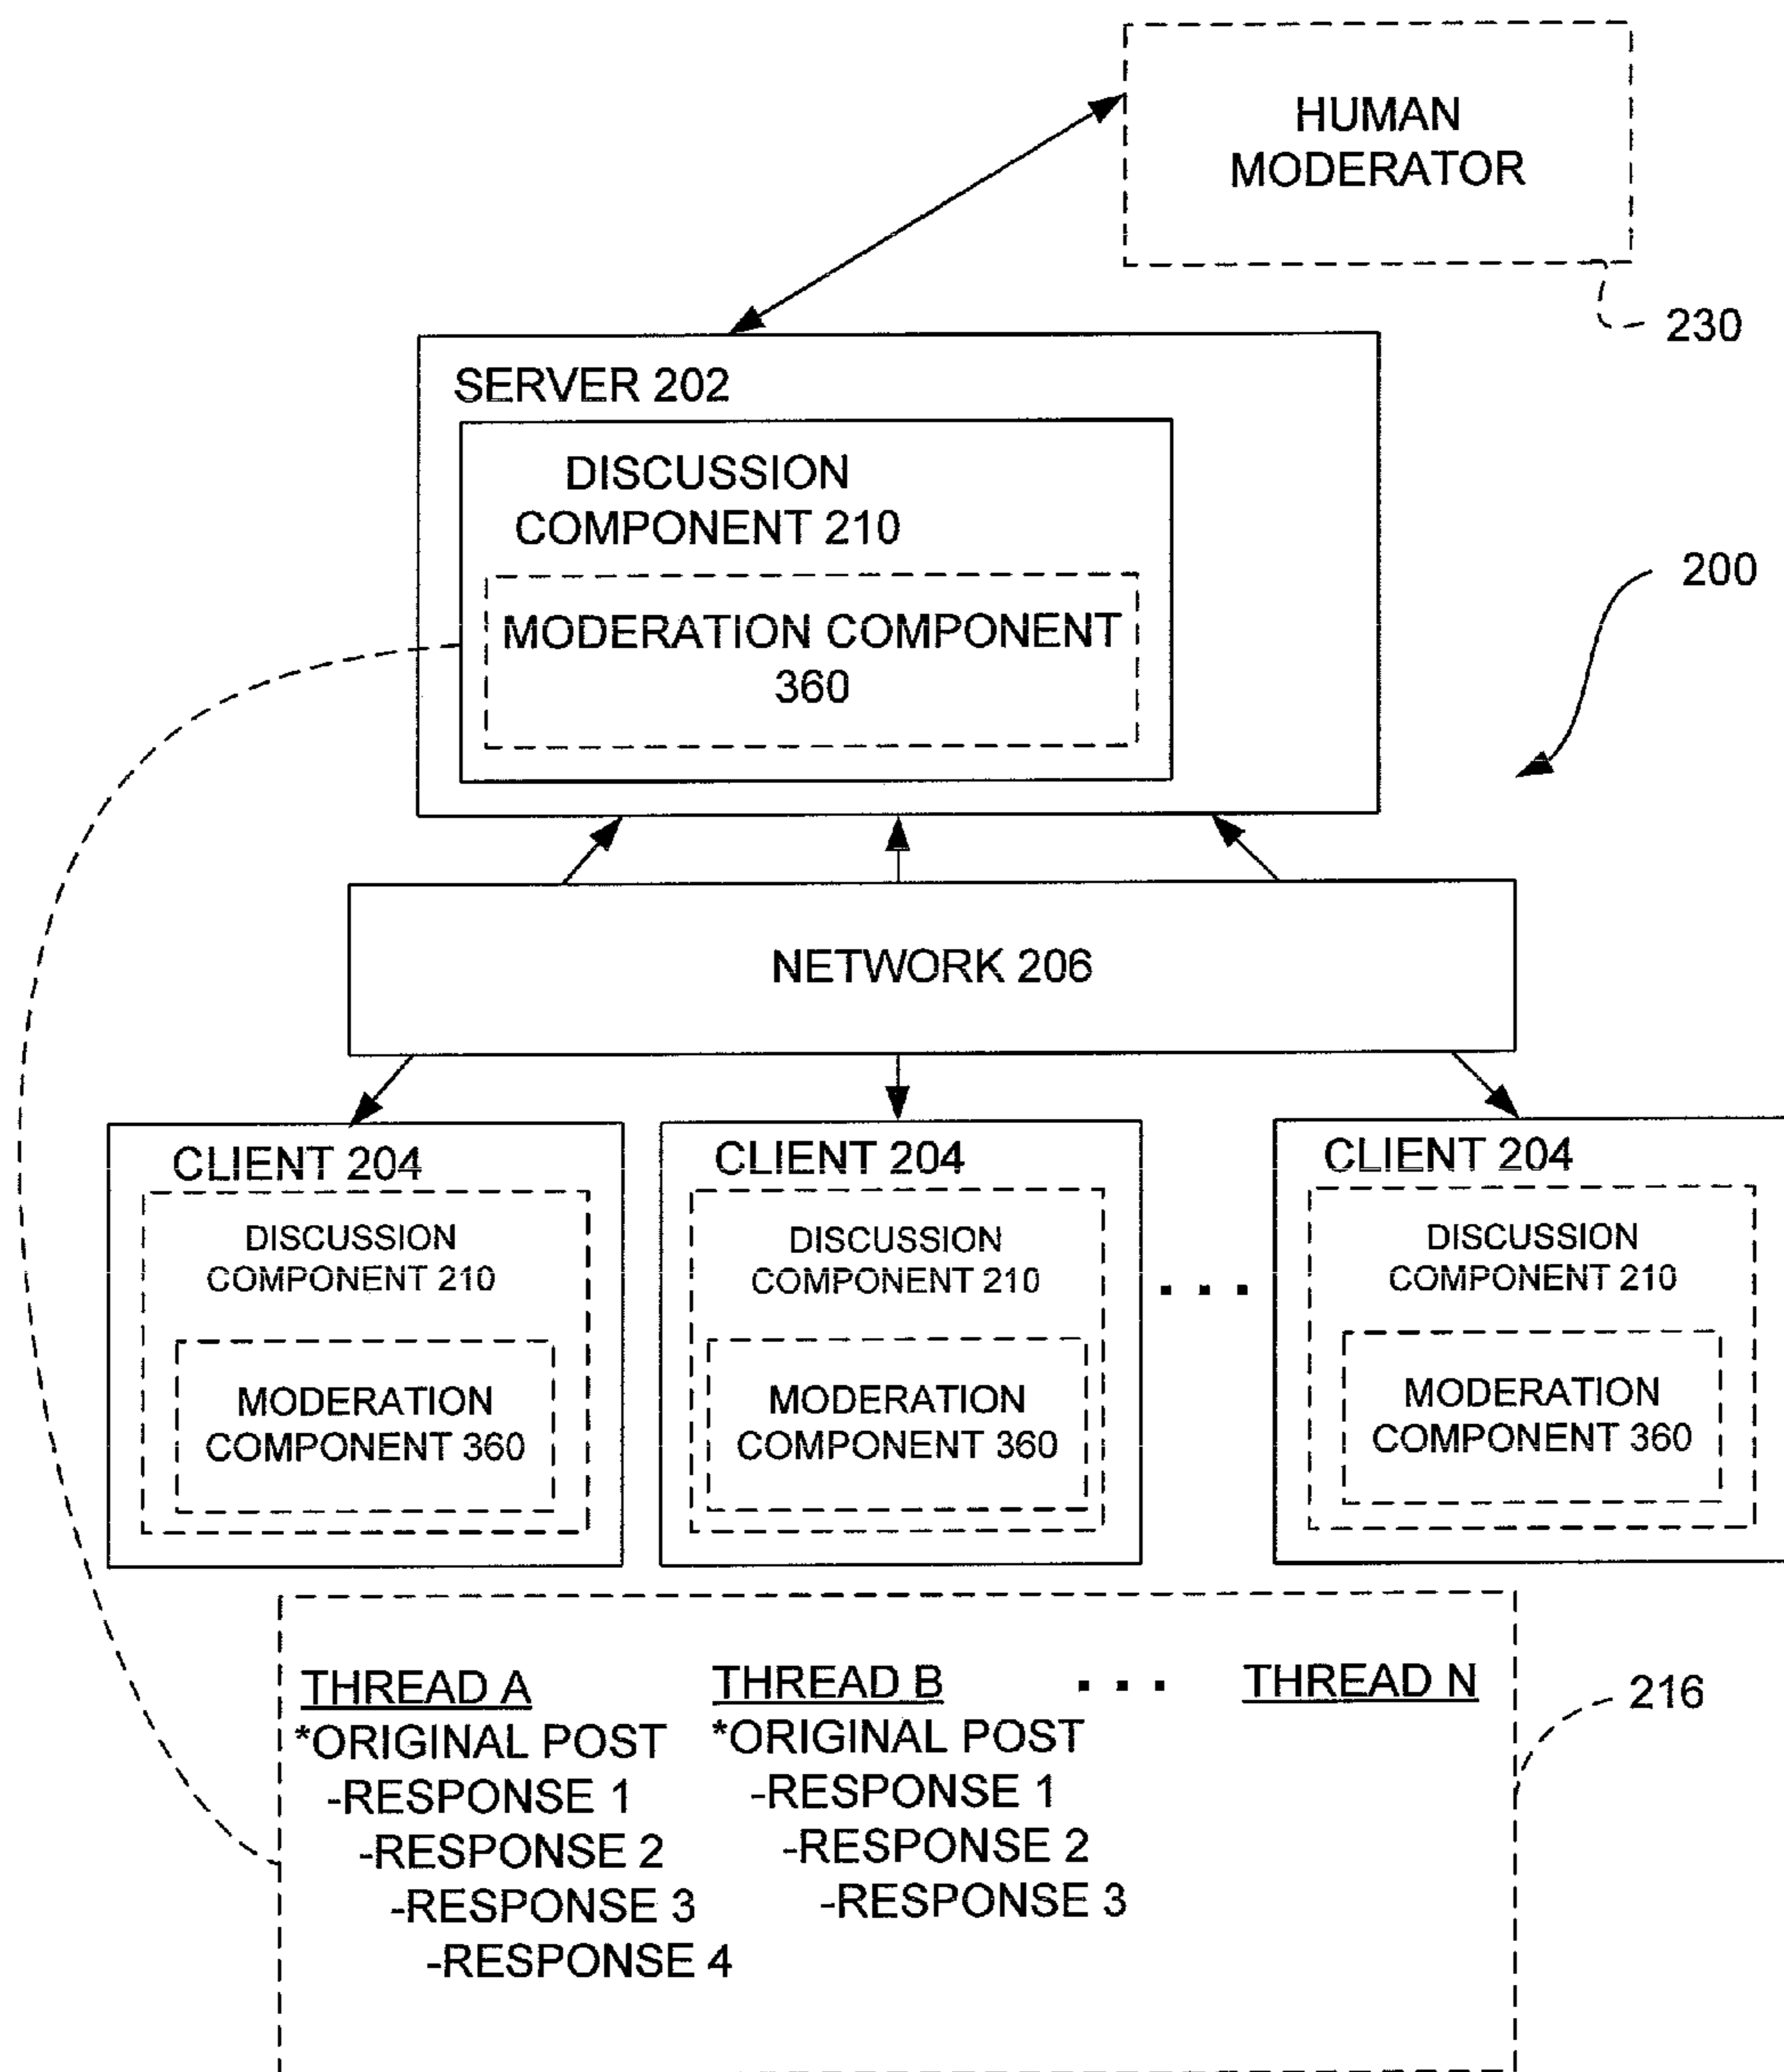 HUMAN
MODERATOR
230
SERVER 202
DISCUSSION
COMPONENT 210
MODERATION COMPONENT
360
200
NETWORK 206
CLIENT 204
DISCUSSION
COMPONENT 210
MODERATION
COMPONENT 360
CLIENT 204
DISCUSSION
COMPONENT 210
MODERATION
COMPONENT 360
. . .
CLIENT 204
DISCUSSION
COMPONENT 210
MODERATION
COMPONENT 360
THREAD A
*ORIGINAL POST
-RESPONSE 1
-RESPONSE 2
-RESPONSE 3
-RESPONSE 4
THREAD B
*ORIGINAL POST
-RESPONSE 1
-RESPONSE 2
-RESPONSE 3
. . .
THREAD N
216